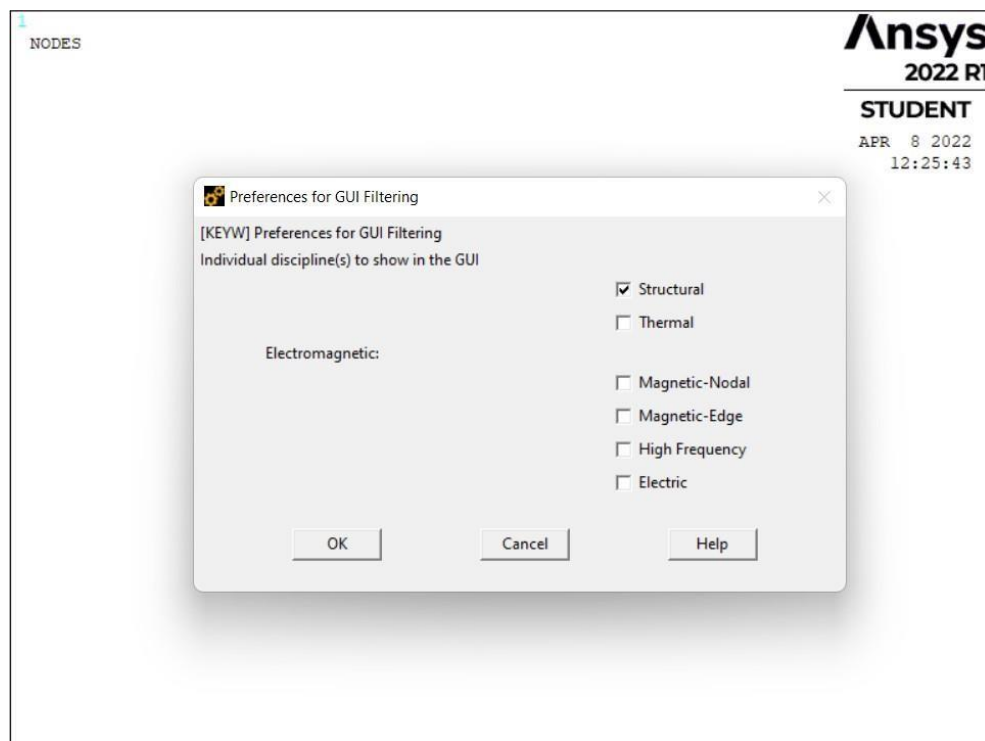 1
NODES
Ansys
2022 R1
STUDENT
APR 8 2022
12:25:43
Preferences for GUI Filtering
[KEYW] Preferences for GUI Filtering
Individual discipline(s) to show in the GUI
Structural
Thermal
Electromagnetic:
Magnetic-Nodal
Magnetic-Edge
High Frequency
Electric
OK Cancel Help